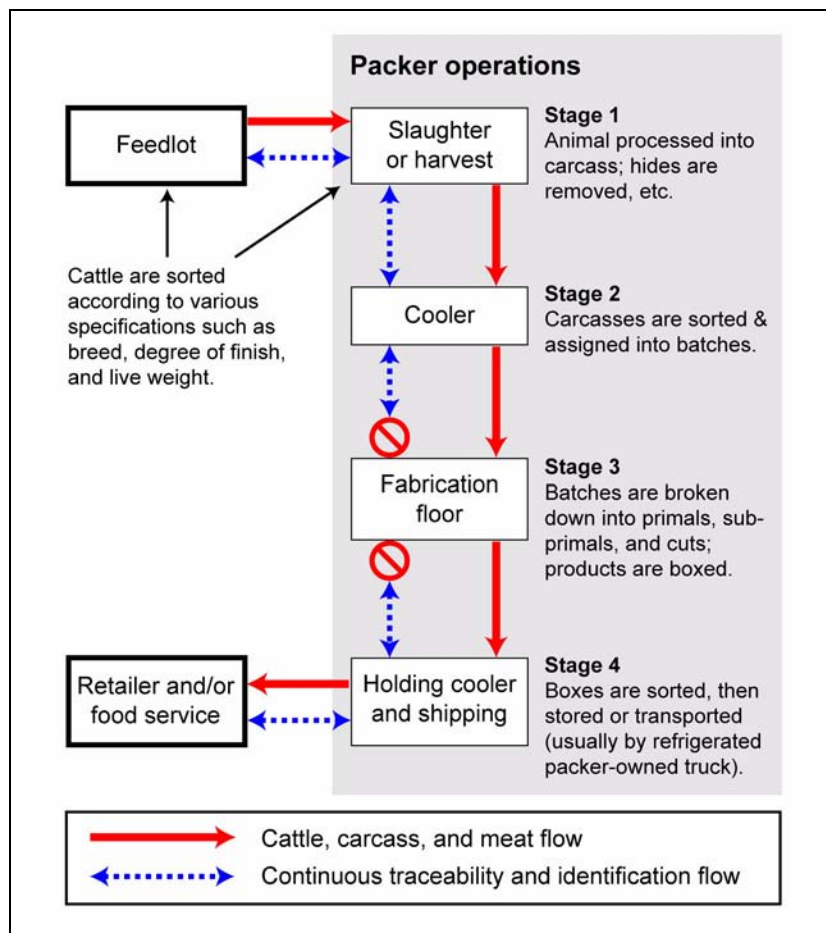 Packer operations
Feedlot
Slaughter
or harvest
Stage 1
Animal processed into
carcass; hides are
removed, etc.
Cattle are sorted
according to various
specifications such as
breed, degree of finish,
and live weight.
Cooler
Stage 2
Carcasses are sorted &
assigned into batches.
Fabrication
floor
Stage 3
Batches are broken
down into primals, sub-
primals, and cuts;
products are boxed.
Retailer and/or
food service
Holding cooler
and shipping
Stage 4
Boxes are sorted, then
stored or transported
(usually by refrigerated
packer-owned truck).
Cattle, carcass, and meat flow
Continuous traceability and identification flow